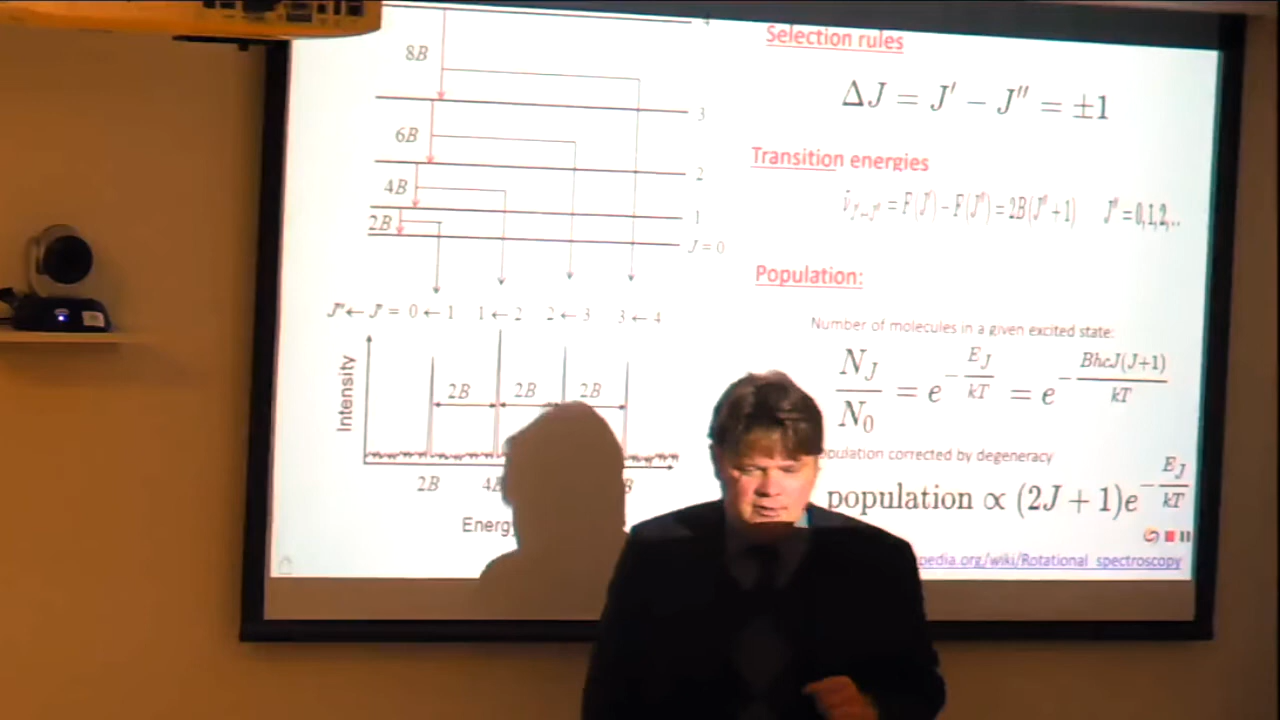 8B
6B
4B
2B
4
3
2
1
J = 0
J" ← J' = 0 ← 1 1 ← 2 2 ← 3 3 ← 4
Intensity
2B 2B 2B
2B
Selection rules
ΔJ = J′ − J″ = ±1
Transition energies
ν̃ J′←J″ = F(J′) − F(J″) = 2B(J″+1) J″ = 0,1,2,..
Population:
Number of molecules in a given excited state:
N_J/N_0 = e^{-E_J/kT} = e^{-BhcJ(J+1)/kT}
corrected by degeneracy
population ∝ (2J + 1)e^{-E_J/kT}
pedia.org/wiki/Rotational_spectroscopy